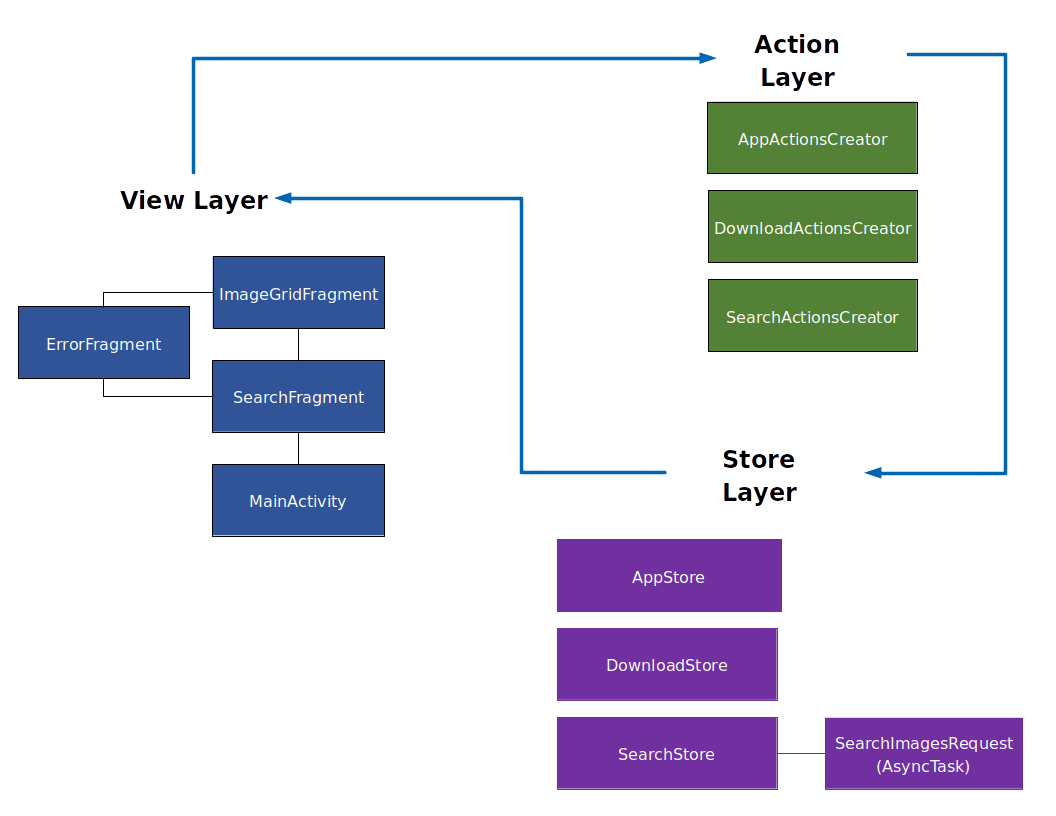 Action
Layer
AppActionsCreator
DownloadActionsCreator
SearchActionsCreator
View Layer
ImageGridFragment
ErrorFragment
SearchFragment
MainActivity
Store
Layer
AppStore
DownloadStore
SearchStore
SearchImagesRequest
(AsyncTask)